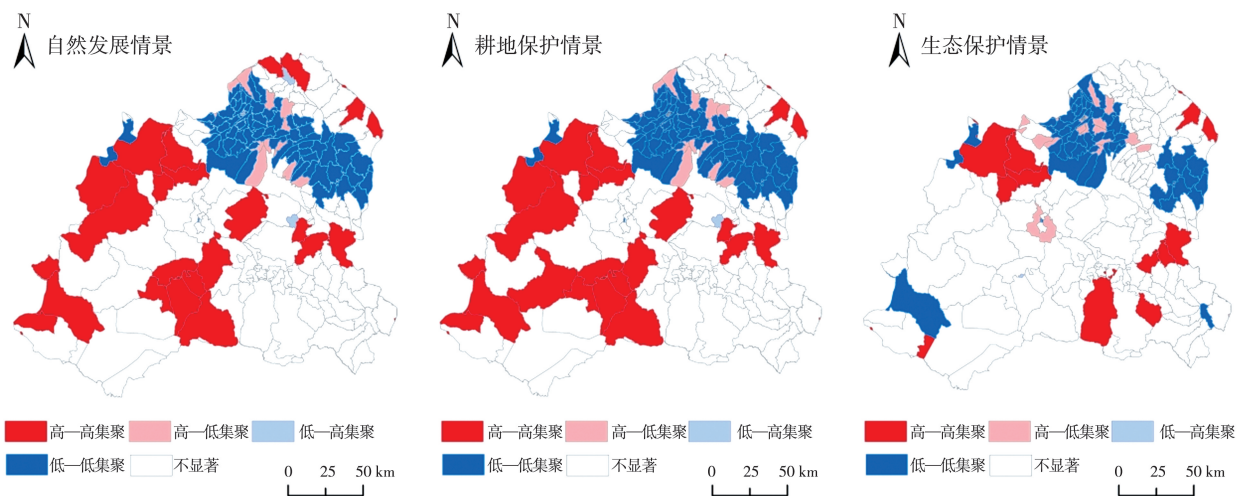 N
自然发展情景
高—高集聚 高—低集聚 低—高集聚
低—低集聚 不显著
0 25 50 km
N
耕地保护情景
高—高集聚 高—低集聚 低—高集聚
低—低集聚 不显著
0 25 50 km
N
生态保护情景
高—高集聚 高—低集聚 低—高集聚
低—低集聚 不显著
0 25 50 km